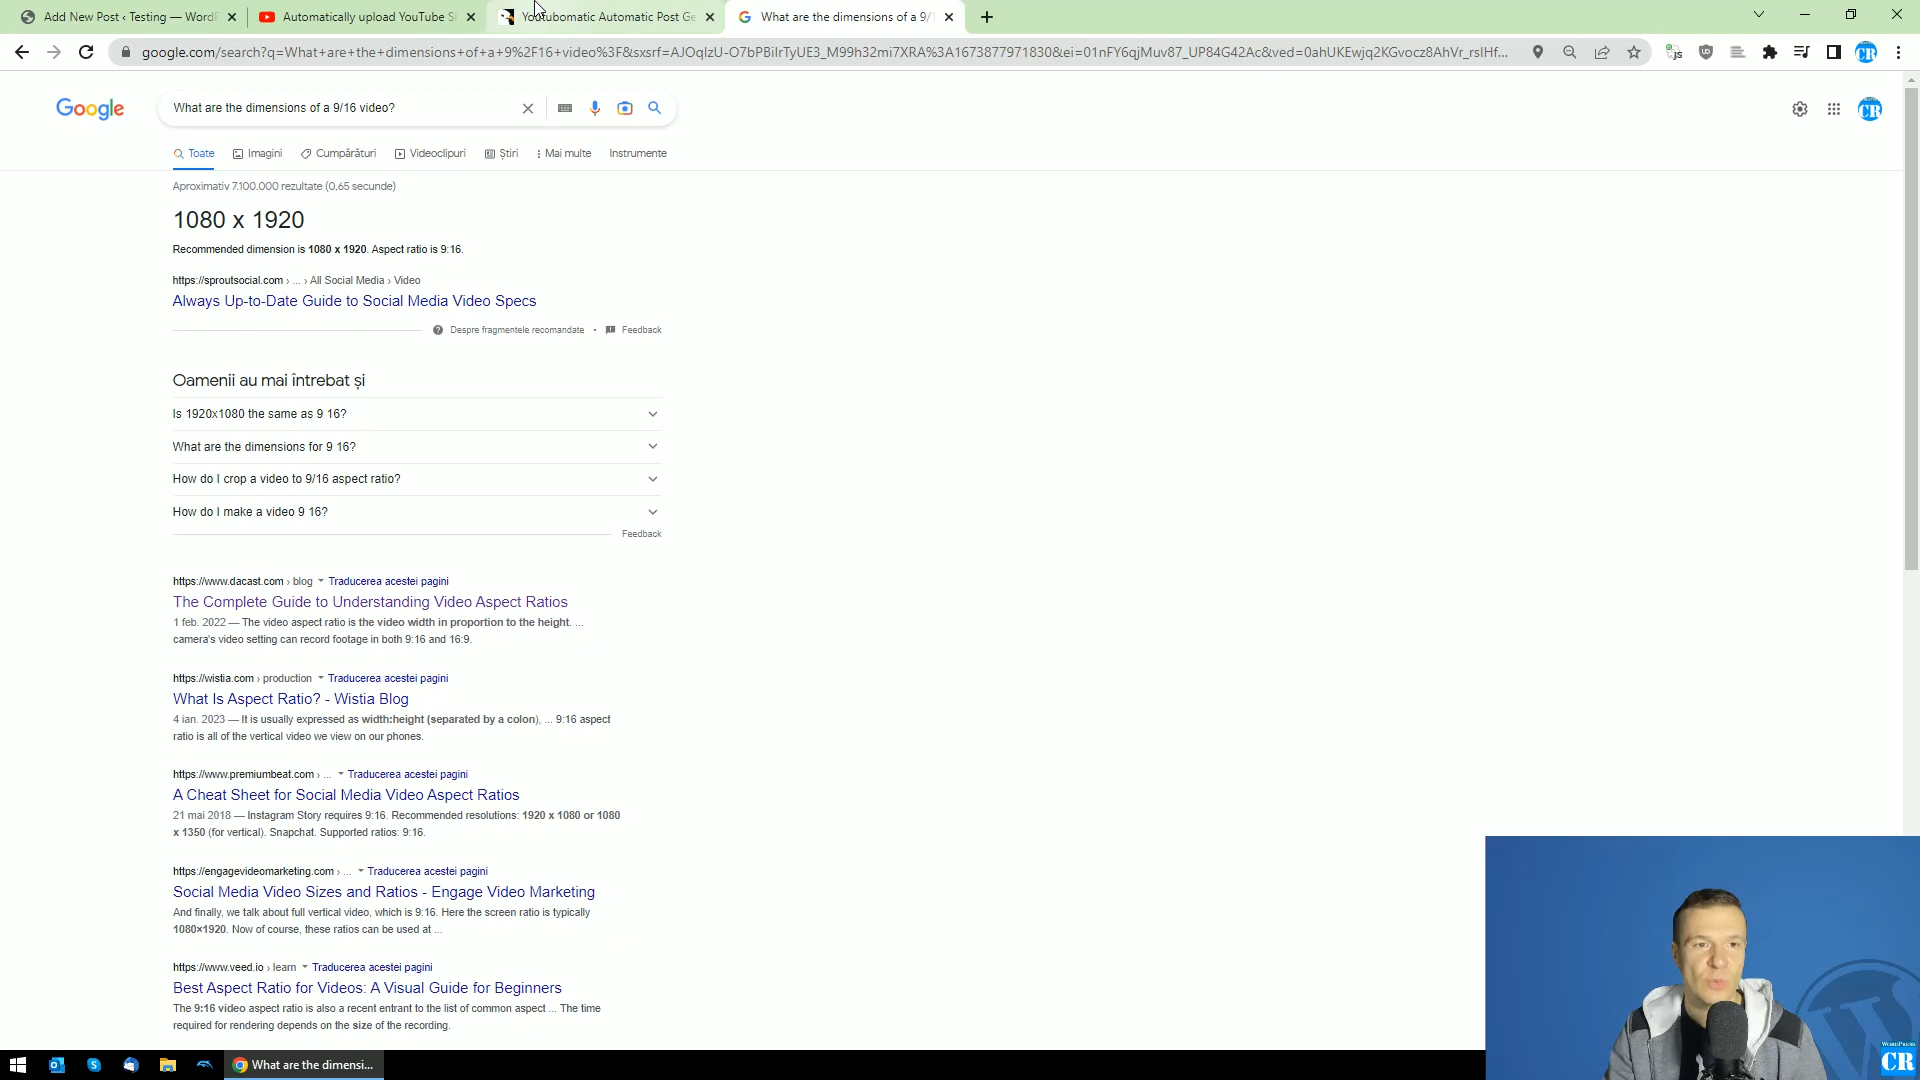 Add New Post ‹ Testing — WordP
Automatically upload YouTube S
Youtubomatic Automatic Post Ge
What are the dimensions of a 9/1
google.com/search?q=What+are+the+dimensions+of+a+9%2F16+video%3F&sxsrf=AJOqlzU-O7bPBiIrTyUE3_M99h32mi7XRA%3A1673877971830&ei=01nFY6qjMuv87_UP84G42Ac&ved=0ahUKEwjq2KGvocz8AhVr_rsIHf...
Google
What are the dimensions of a 9/16 video?
Toate
Imagini
Cumpărături
Videoclipuri
Știri
Mai multe
Instrumente
Aproximativ 7.100.000 rezultate (0,65 secunde)
1080 x 1920
Recommended dimension is 1080 x 1920. Aspect ratio is 9:16.
https://sproutsocial.com › ... › All Social Media › Video
Always Up-to-Date Guide to Social Media Video Specs
Despre fragmentele recomandate • Feedback
Oamenii au mai întrebat și
Is 1920x1080 the same as 9 16?
What are the dimensions for 9 16?
How do I crop a video to 9/16 aspect ratio?
How do I make a video 9 16?
Feedback
https://www.dacast.com › blog Traducerea acestei pagini
The Complete Guide to Understanding Video Aspect Ratios
1 feb. 2022 — The video aspect ratio is the video width in proportion to the height. ...
camera's video setting can record footage in both 9:16 and 16:9.
https://wistia.com › production Traducerea acestei pagini
What Is Aspect Ratio? - Wistia Blog
4 ian. 2023 — It is usually expressed as width:height (separated by a colon), ... 9:16 aspect
ratio is all of the vertical video we view on our phones.
https://www.premiumbeat.com › ... Traducerea acestei pagini
A Cheat Sheet for Social Media Video Aspect Ratios
21 mai 2018 — Instagram Story requires 9:16. Recommended resolutions: 1920 x 1080 or 1080
x 1350 (for vertical). Snapchat. Supported ratios: 9:16.
https://engagevideomarketing.com › ... Traducerea acestei pagini
Social Media Video Sizes and Ratios - Engage Video Marketing
And finally, we talk about full vertical video, which is 9:16. Here the screen ratio is typically
1080×1920. Now of course, these ratios can be used at ...
https://www.veed.io › learn Traducerea acestei pagini
Best Aspect Ratio for Videos: A Visual Guide for Beginners
The 9:16 video aspect ratio is also a recent entrant to the list of common aspect ... The time
required for rendering depends on the size of the recording.
What are the dimensi...
WordPress
CR